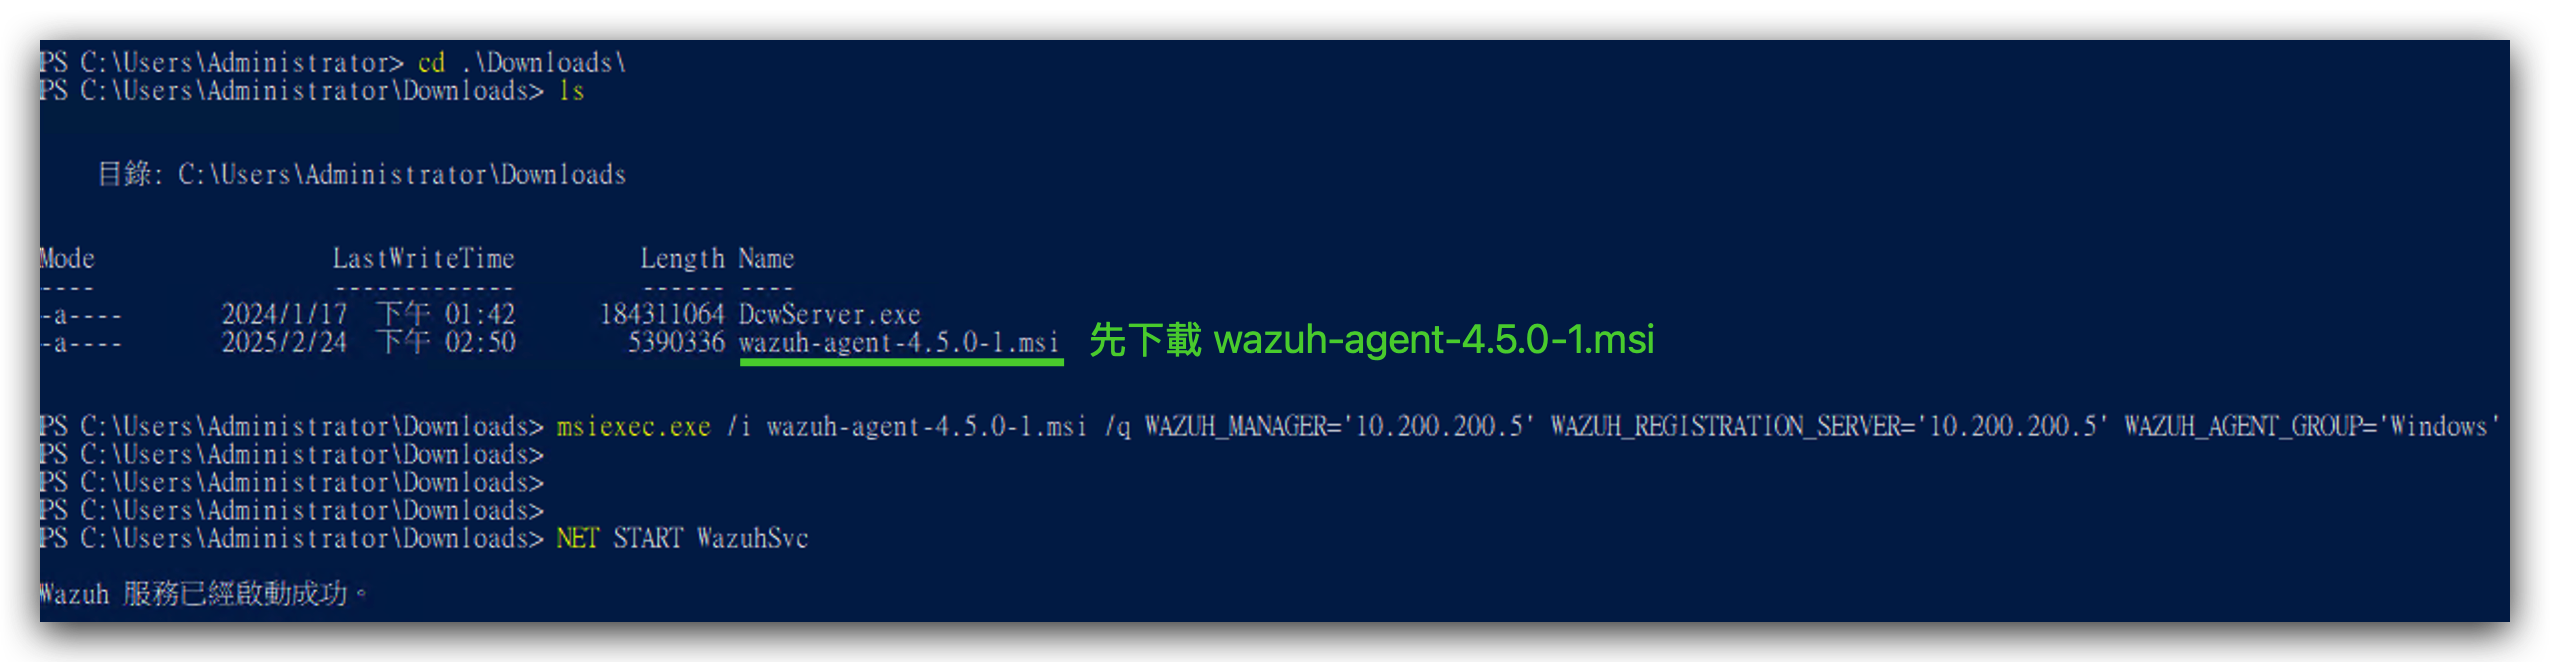 PS C:\Users\Administrator> cd .\Downloads\
PS C:\Users\Administrator\Downloads> ls
目錄: C:\Users\Administrator\Downloads
Mode LastWriteTime Length Name
---- ------------- ------ ----
-a---- 2024/1/17 下午 01:42 184311064 DcwServer.exe
-a---- 2025/2/24 下午 02:50 5390336 wazuh-agent-4.5.0-1.msi 先下載 wazuh-agent-4.5.0-1.msi
PS C:\Users\Administrator\Downloads> msiexec.exe /i wazuh-agent-4.5.0-1.msi /q WAZUH_MANAGER='10.200.200.5' WAZUH_REGISTRATION_SERVER='10.200.200.5' WAZUH_AGENT_GROUP='Windows'
PS C:\Users\Administrator\Downloads>
PS C:\Users\Administrator\Downloads>
PS C:\Users\Administrator\Downloads>
PS C:\Users\Administrator\Downloads> NET START WazuhSvc
Wazuh 服務已經啟動成功。